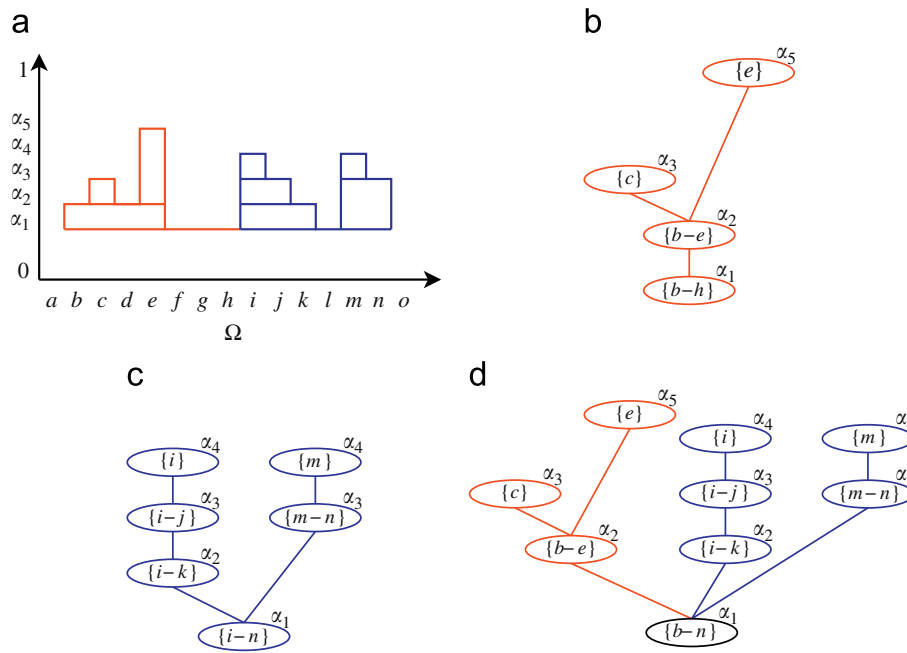 a
1
α5
α4
α3
α2
α1
0
a b c d e f g h i j k l m n o
Ω
b
α5
{e}
α3
{c}
α2
{b–e}
α1
{b–h}
c
α4 α4
{i} {m}
α3 α3
{i–j} {m–n}
α2
{i–k}
α1
{i–n}
d
α5
{e}
α4 α
{i} {m}
α3 α3 α
{c} {i–j} {m–n}
α2 α2
{b–e} {i–k}
α1
{b–n}